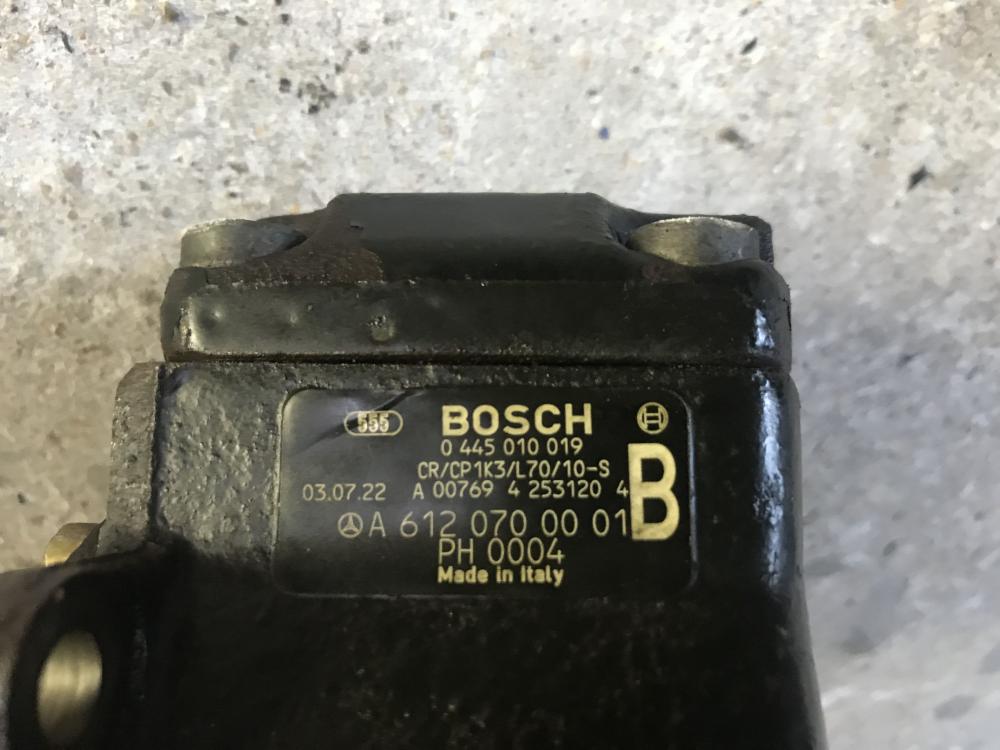 555 BOSCH
0 445 010 019
CR/CP1K3/L70/10-S
03.07.22 A 00769 4 253120 4
B
A 612 070 00 01
PH 0004
Made in Italy